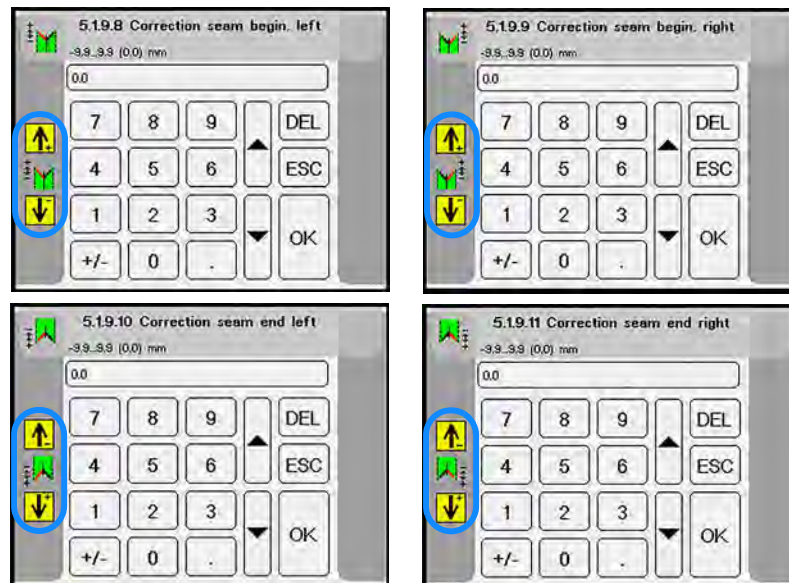 5.1.9.8 Correction seam begin. left
-9.9...9.9 (0.0) mm
0.0
7 8 9 DEL
4 5 6 ESC
1 2 3
OK
+/- 0 .
5.1.9.9 Correction seam begin. right
-9.9...9.9 (0.0) mm
0.0
7 8 9 DEL
4 5 6 ESC
1 2 3
OK
+/- 0 .
5.1.9.10 Correction seam end left
-9.9...9.9 (0.0) mm
0.0
7 8 9 DEL
4 5 6 ESC
1 2 3
OK
+/- 0 .
5.1.9.11 Correction seam end right
-9.9...9.9 (0.0) mm
0.0
7 8 9 DEL
4 5 6 ESC
1 2 3
OK
+/- 0 .